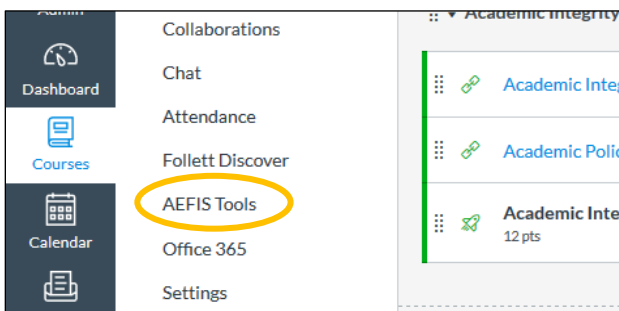 Admin
Dashboard
Courses
Calendar
Collaborations
Chat
Attendance
Follett Discover
AEFIS Tools
Office 365
Settings
Academic Integrity
Academic Integ
Academic Polic
Academic Inte
12 pts